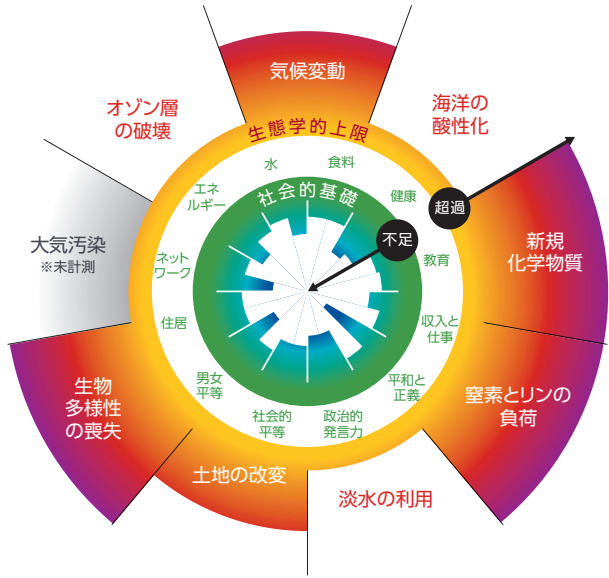 気候変動
海洋の
酸性化
オゾン層
の破壊
生態学的上限
水
食料
エネ
ルギー
社会的基礎
健康
超過
不足
大気汚染
※未計測
ネット
ワーク
教育
新規
化学物質
住居
収入と
仕事
男女
平等
平和と
正義
生物
多様性
の喪失
窒素とリンの
負荷
社会的
平等
政治的
発言力
土地の改変
淡水の利用